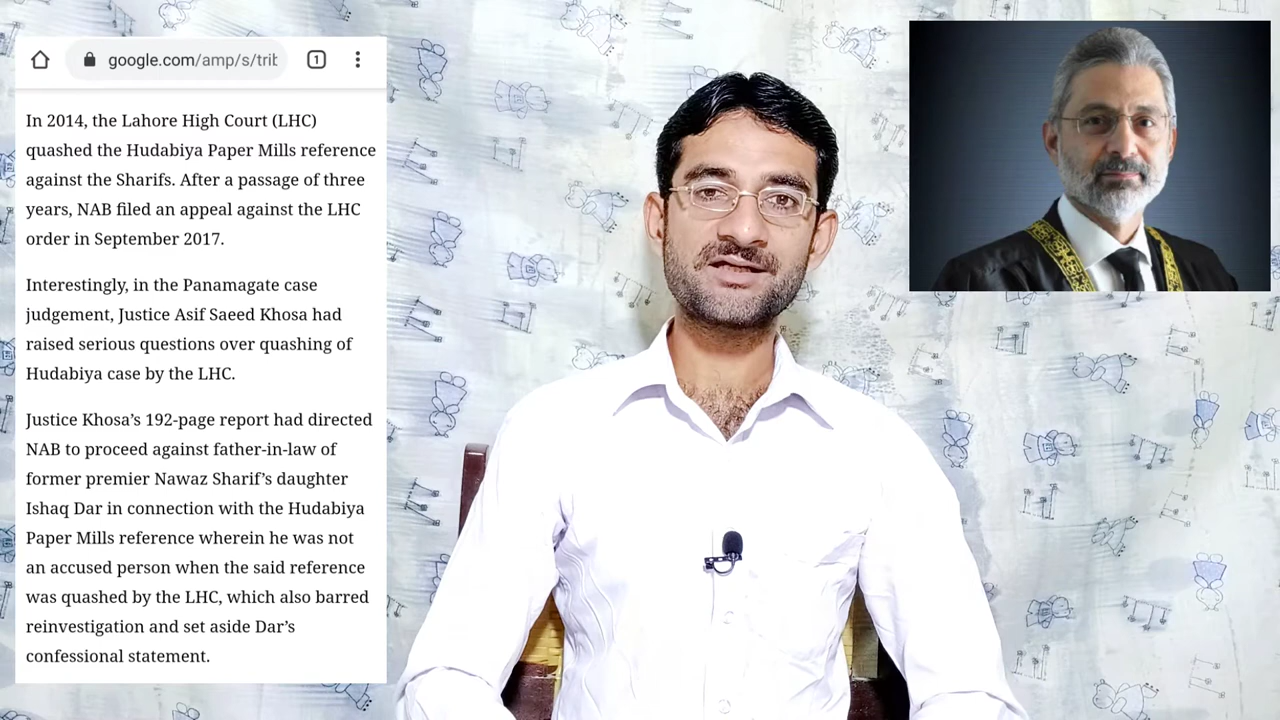 google.com/amp/s/trit
1
In 2014, the Lahore High Court (LHC)
quashed the Hudabiya Paper Mills reference
against the Sharifs. After a passage of three
years, NAB filed an appeal against the LHC
order in September 2017.
Interestingly, in the Panamagate case
judgement, Justice Asif Saeed Khosa had
raised serious questions over quashing of
Hudabiya case by the LHC.
Justice Khosa’s 192-page report had directed
NAB to proceed against father-in-law of
former premier Nawaz Sharif’s daughter
Ishaq Dar in connection with the Hudabiya
Paper Mills reference wherein he was not
an accused person when the said reference
was quashed by the LHC, which also barred
reinvestigation and set aside Dar’s
confessional statement.